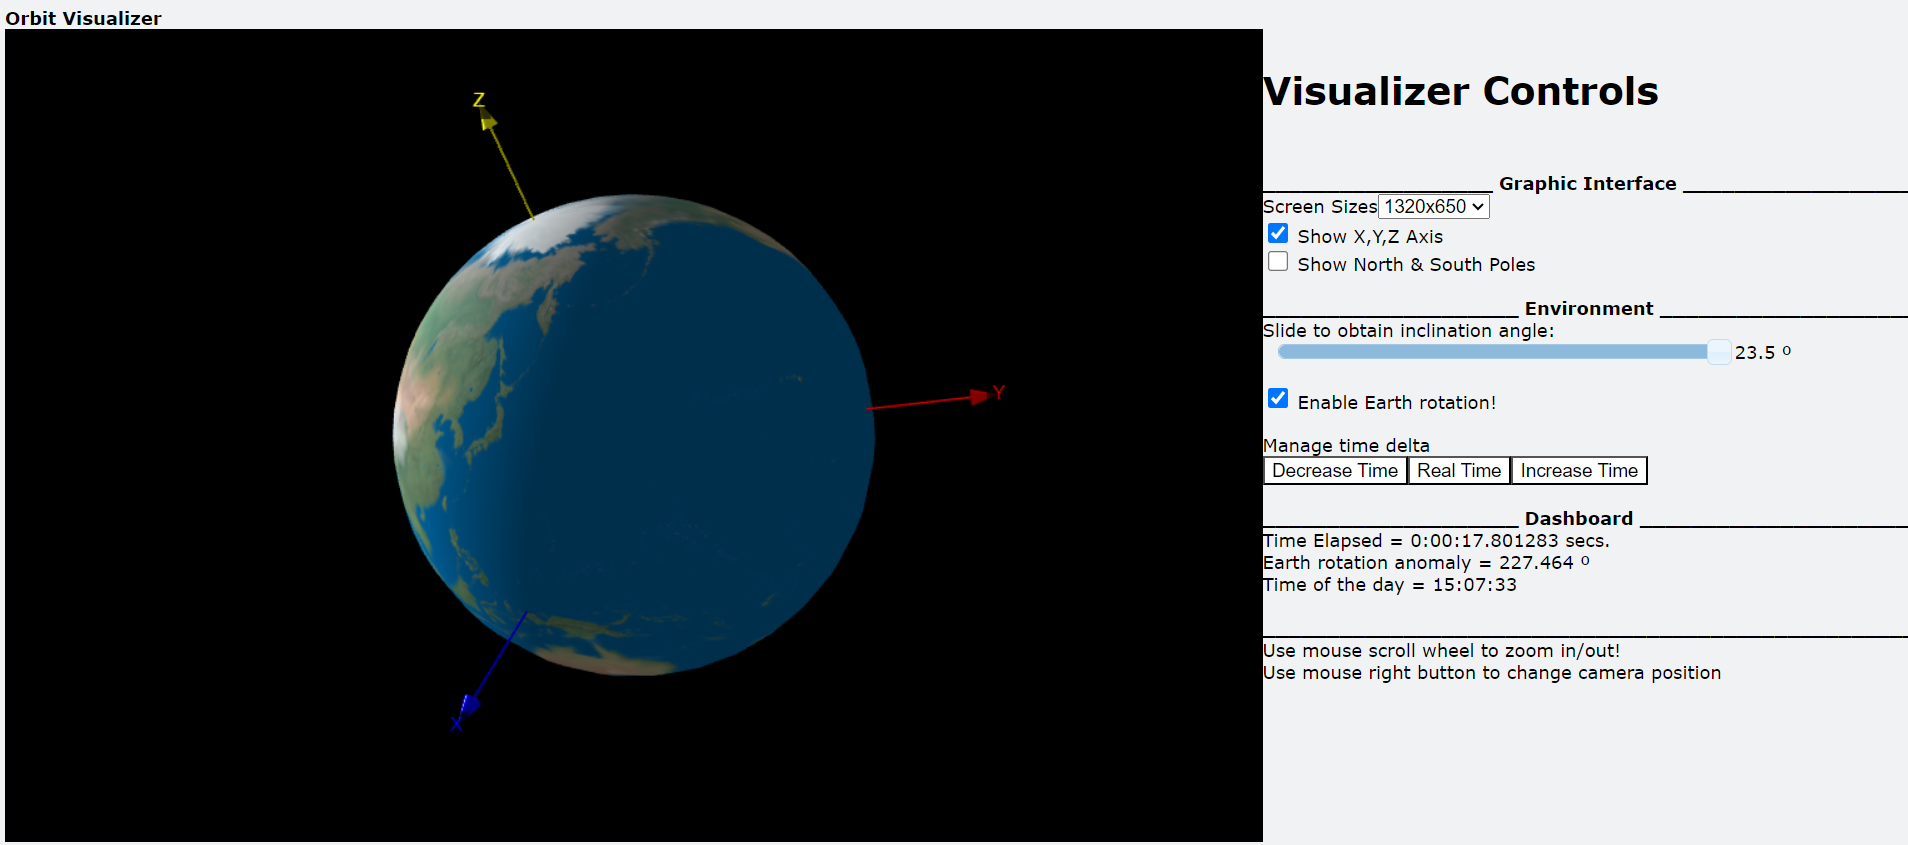 Orbit Visualizer
Z
Y
X
Visualizer Controls
Graphic Interface
Screen Sizes 1320x650
Show X,Y,Z Axis
Show North & South Poles
Environment
Slide to obtain inclination angle:
23.5 º
Enable Earth rotation!
Manage time delta
Decrease Time Real Time Increase Time
Dashboard
Time Elapsed = 0:00:17.801283 secs.
Earth rotation anomaly = 227.464 º
Time of the day = 15:07:33
Use mouse scroll wheel to zoom in/out!
Use mouse right button to change camera position